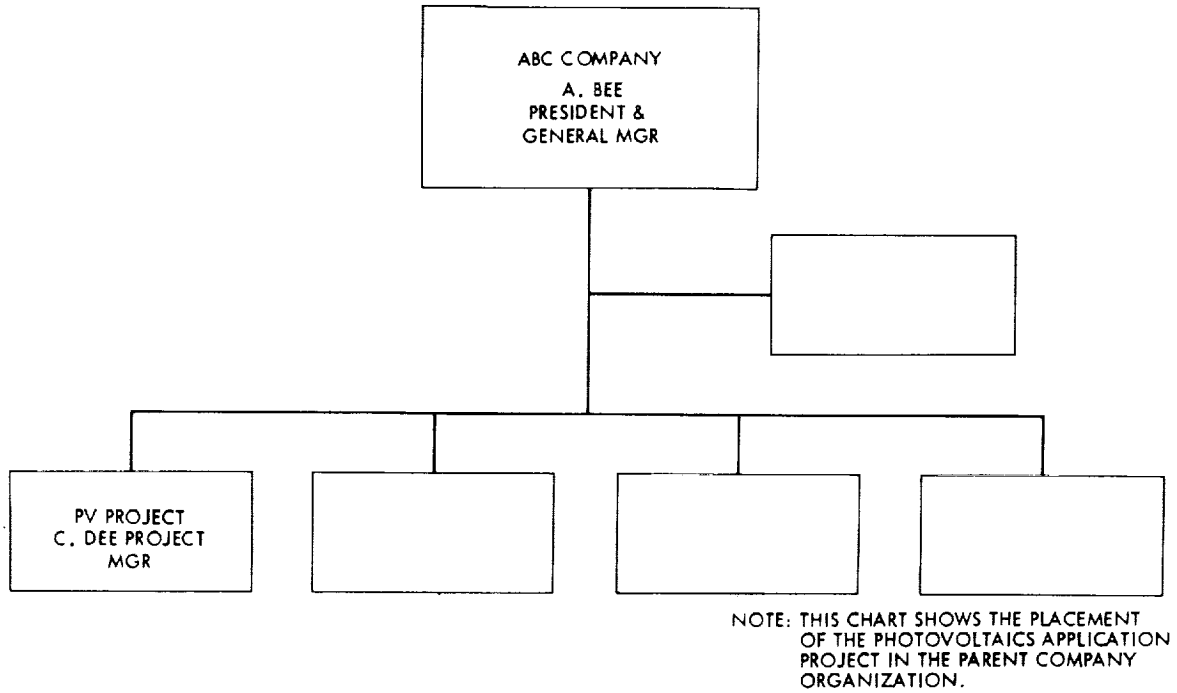 ABC COMPANY
A. BEE
PRESIDENT &
GENERAL MGR
PV PROJECT
C. DEE PROJECT
MGR
NOTE: THIS CHART SHOWS THE PLACEMENT
OF THE PHOTOVOLTAICS APPLICATION
PROJECT IN THE PARENT COMPANY
ORGANIZATION.